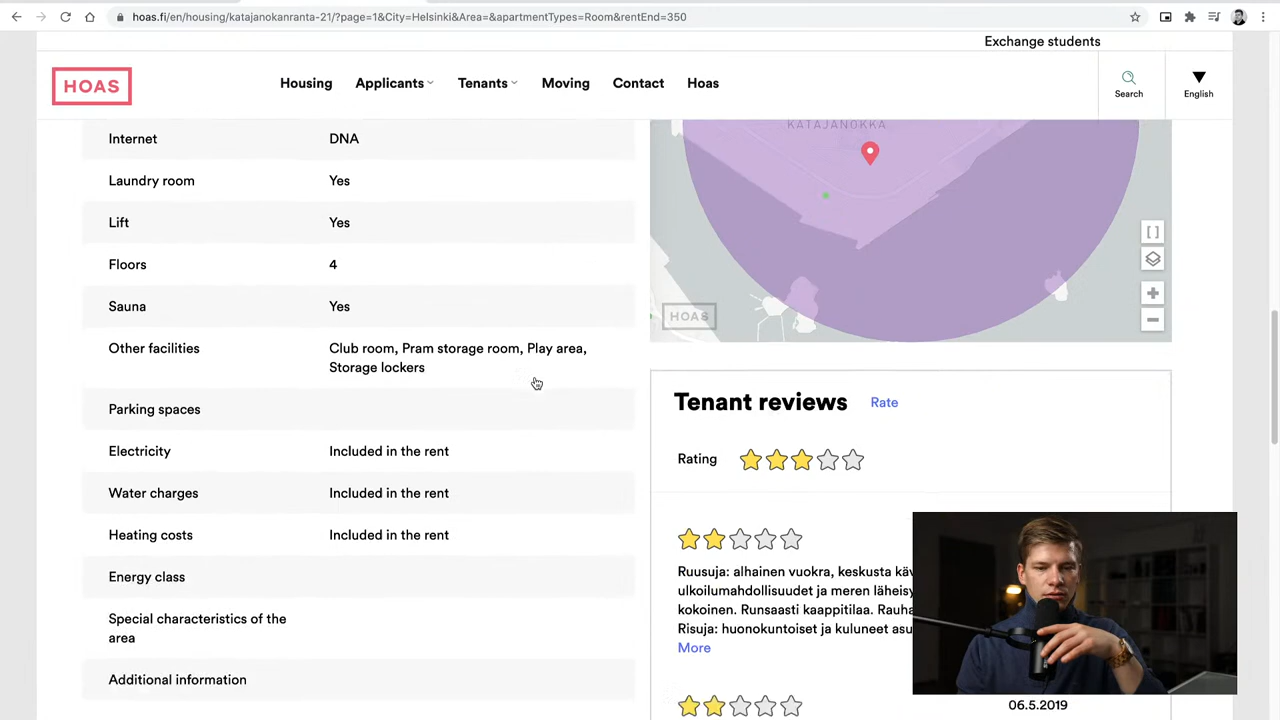 hoas.fi/en/housing/katajanokanranta-21/?page=1&City=Helsinki&Area=&apartmentTypes=Room&rentEnd=350
Exchange students
HOAS
Housing
Applicants
Tenants
Moving
Contact
Hoas
Search
English
Internet DNA
Laundry room Yes
Lift Yes
Floors 4
Sauna Yes
Other facilities Club room, Pram storage room, Play area,
Storage lockers
Parking spaces
Electricity Included in the rent
Water charges Included in the rent
Heating costs Included in the rent
Energy class
Special characteristics of the
area
Additional information
KATAJANOKKA
HOAS
Tenant reviews Rate
Rating
Ruusuja: alhainen vuokra, keskusta
ulkoilumahdollisuudet ja meren läheisy
kokoinen. Runsaasti kaappitilaa. Rauha
Risuja: huonokuntoiset ja kuluneet asu
More
06.5.2019